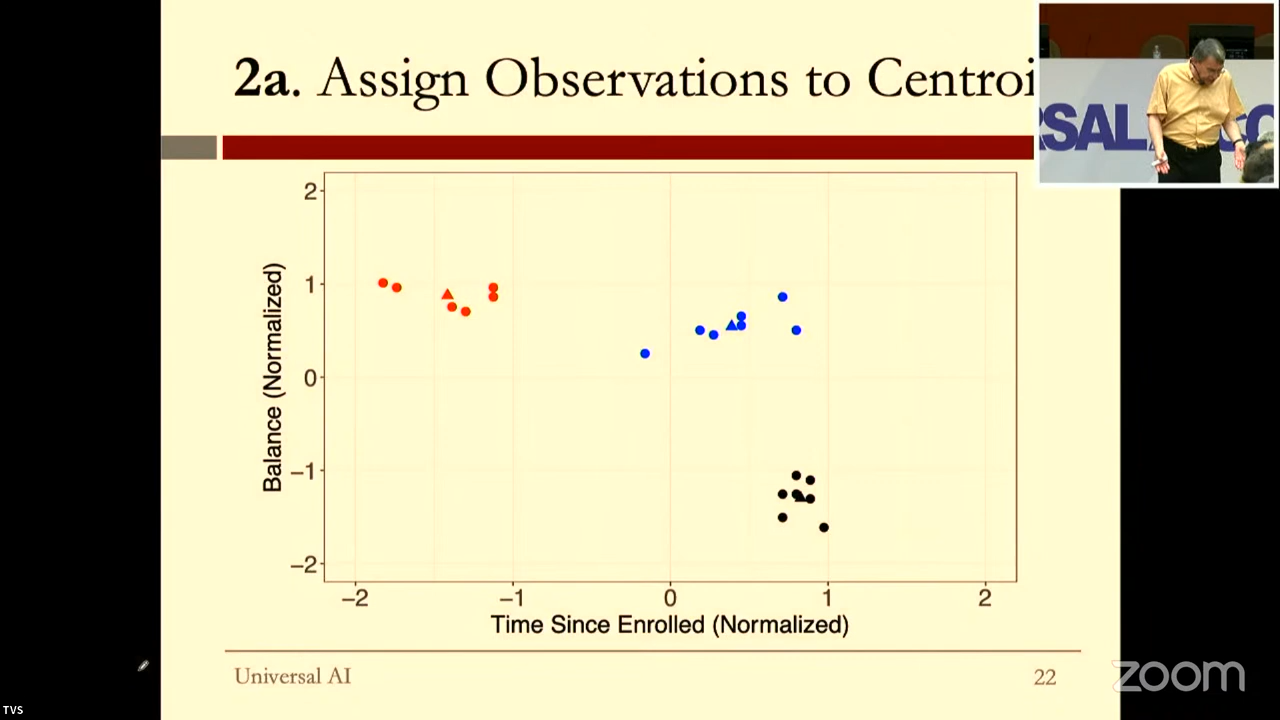 2a. Assign Observations to Centroi
RSAL
CO
2
1
0
−1
−2
Balance (Normalized)
−2
−1
0
1
2
Time Since Enrolled (Normalized)
Universal AI
22
zoom
TVS